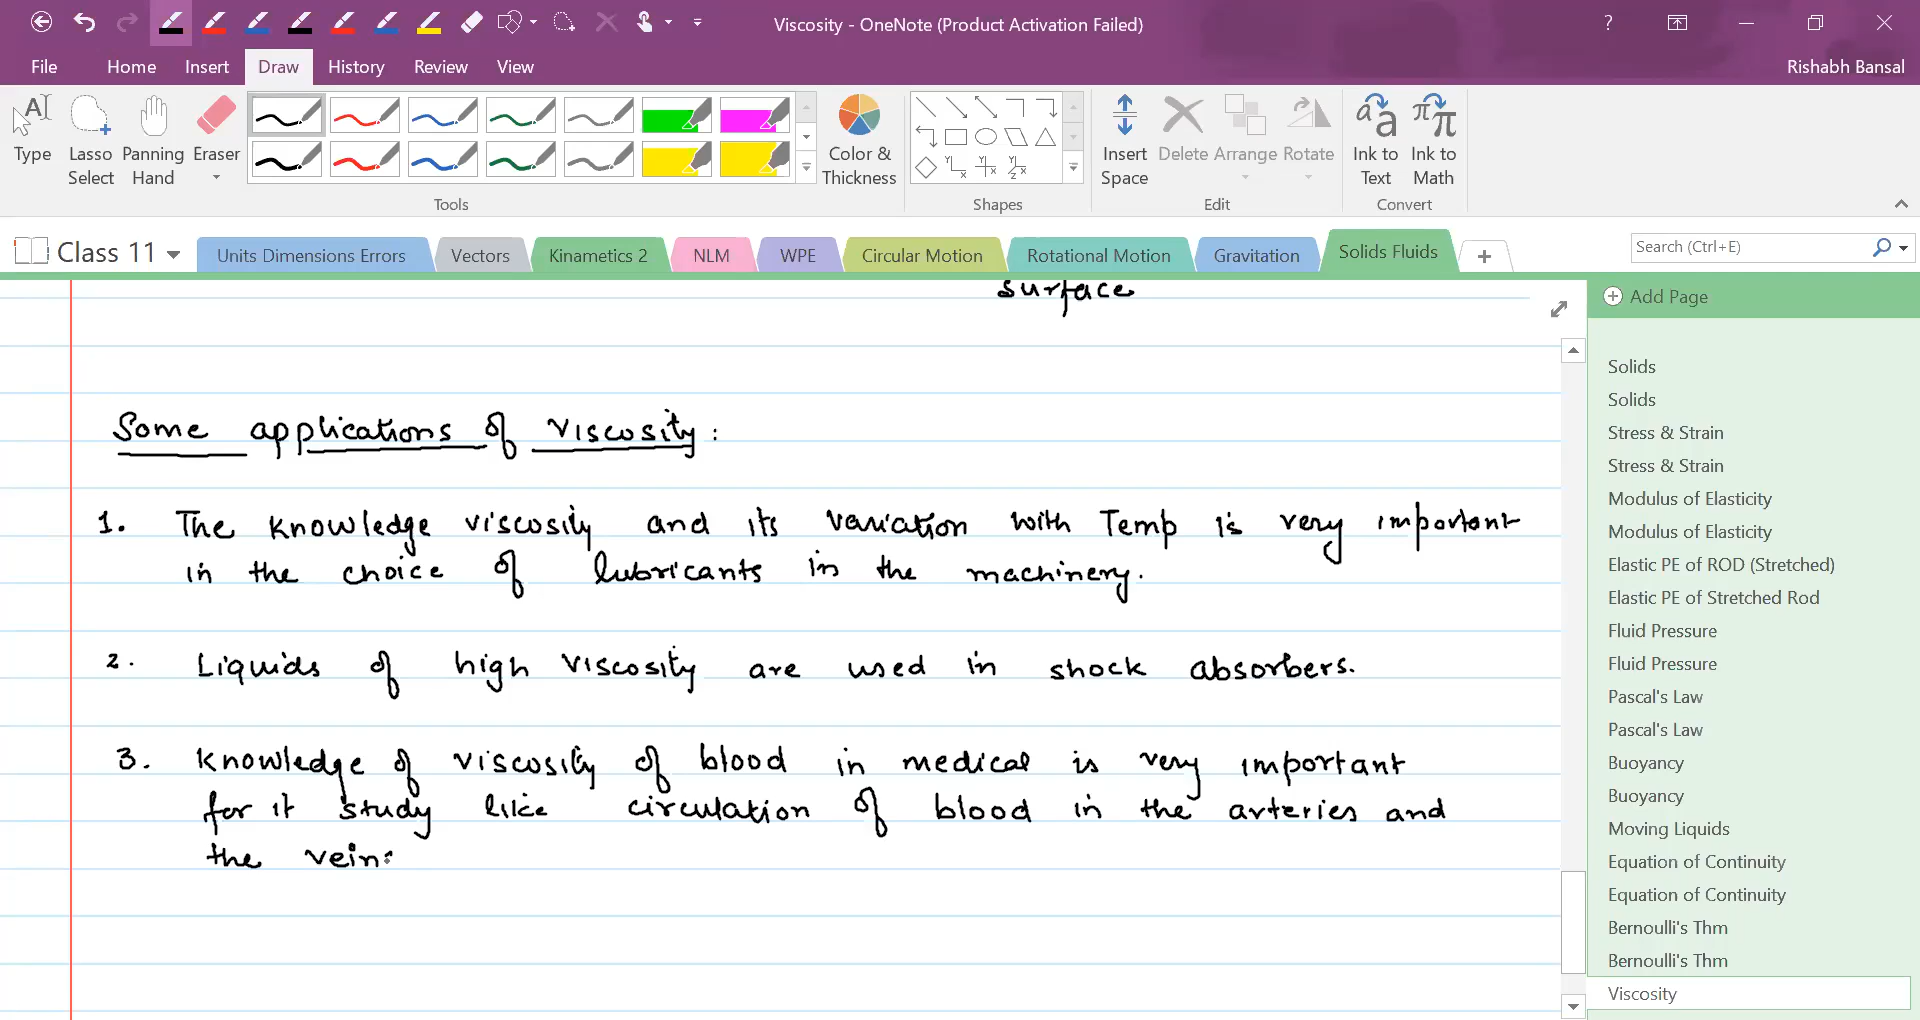 Viscosity - OneNote (Product Activation Failed)
?
File Home Insert Draw History Review View
Rishabh Bansal
Type
Lasso Select
Panning Hand
Eraser
Color & Thickness
Insert Space
Delete
Arrange
Rotate
Ink to Text
Ink to Math
Tools
Shapes
Edit
Convert
Class 11
Units Dimensions Errors
Vectors
Kinametics 2
NLM
WPE
Circular Motion
Rotational Motion
Gravitation
Solids Fluids
Search (Ctrl+E)
surface
Some applications of viscosity :
1. The knowledge viscosity and its variation with Temp is very important
in the choice of lubricants in the machinery.
2. Liquids of high viscosity are used in shock absorbers.
3. Knowledge of viscosity of blood in medical is very important
for it study like circulation of blood in the arteries and
the veins
Add Page
Solids
Solids
Stress & Strain
Stress & Strain
Modulus of Elasticity
Modulus of Elasticity
Elastic PE of ROD (Stretched)
Elastic PE of Stretched Rod
Fluid Pressure
Fluid Pressure
Pascal's Law
Pascal's Law
Buoyancy
Buoyancy
Moving Liquids
Equation of Continuity
Equation of Continuity
Bernoulli's Thm
Bernoulli's Thm
Viscosity